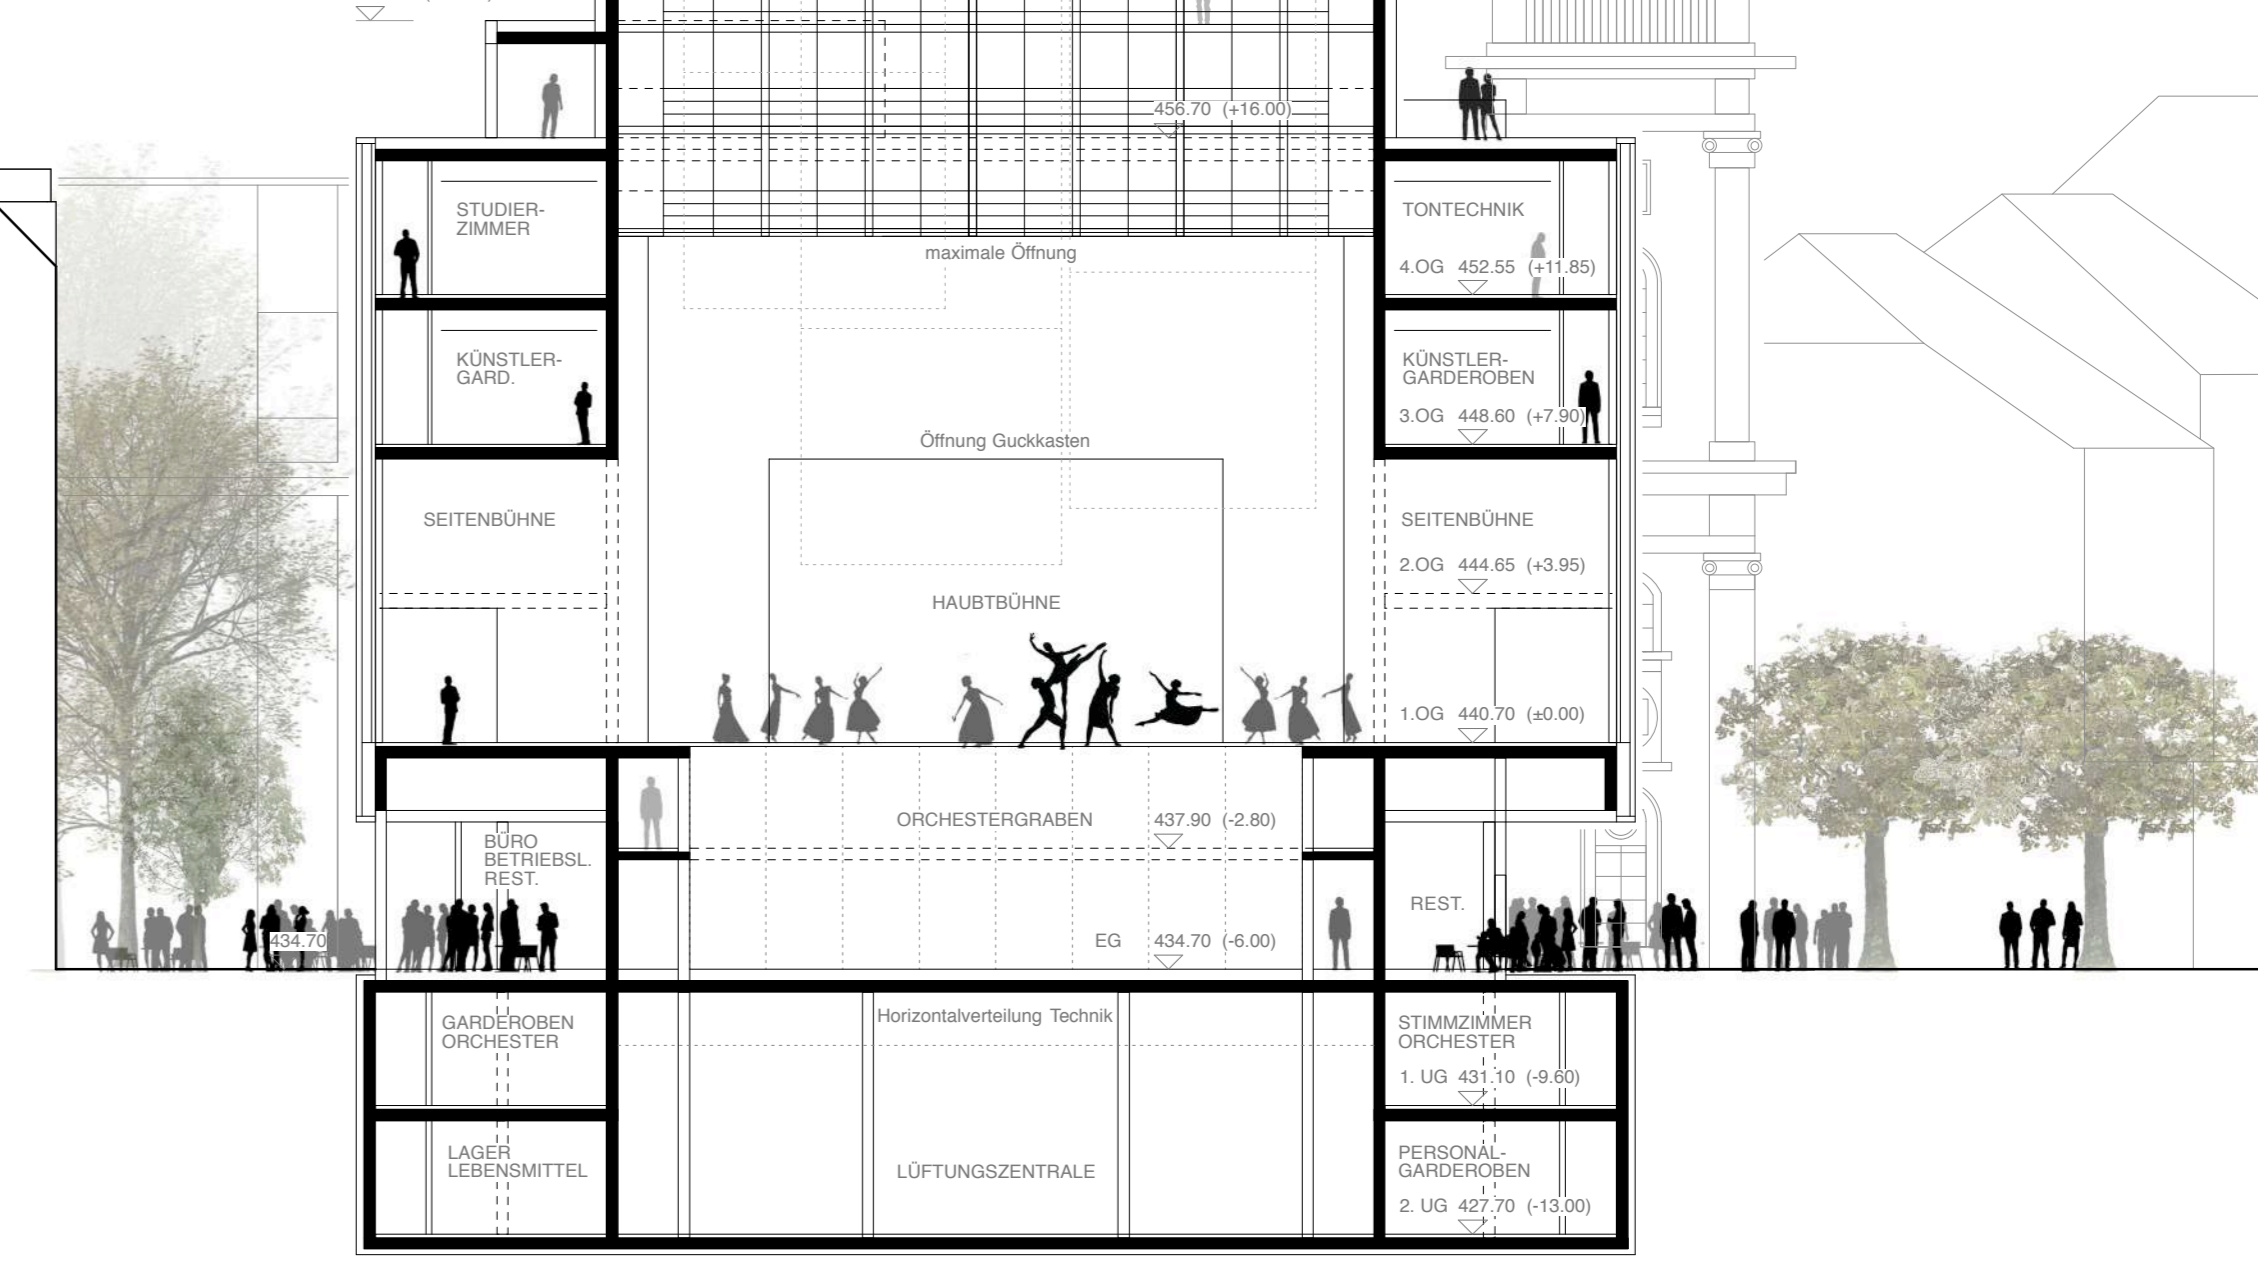 456.70 (+16.00)
STUDIER-
ZIMMER
TONTECHNIK
4.OG 452.55 (+11.85)
maximale Öffnung
KÜNSTLER-
GARD.
KÜNSTLER-
GARDEROBEN
3.OG 448.60 (+7.90)
Öffnung Guckkasten
SEITENBÜHNE
SEITENBÜHNE
2.OG 444.65 (+3.95)
HAUBTBÜHNE
1.OG 440.70 (±0.00)
ORCHESTERGRABEN 437.90 (-2.80)
BÜRO
BETRIEBSL.
REST.
REST.
434.70
EG 434.70 (-6.00)
GARDEROBEN
ORCHESTER
Horizontalverteilung Technik
STIMMZIMMER
ORCHESTER
1. UG 431.10 (-9.60)
LAGER
LEBENSMITTEL
LÜFTUNGSZENTRALE
PERSONAL-
GARDEROBEN
2. UG 427.70 (-13.00)